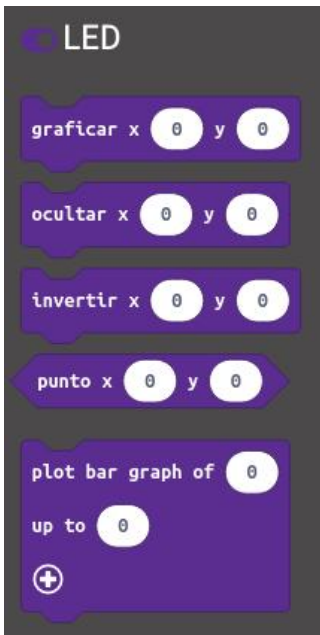 LED
graficar x 0 y 0
ocultar x 0 y 0
invertir x 0 y 0
punto x 0 y 0
plot bar graph of 0
up to 0